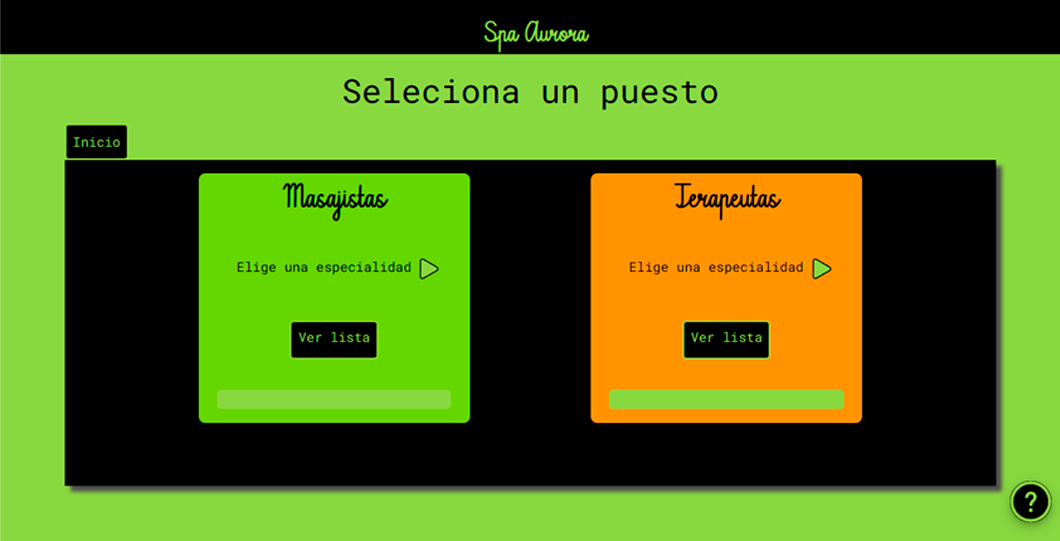 Spa Aurora
Seleciona un puesto
Inicio
Masajistas
Elige una especialidad
Ver lista
Terapeutas
Elige una especialidad
Ver lista
?